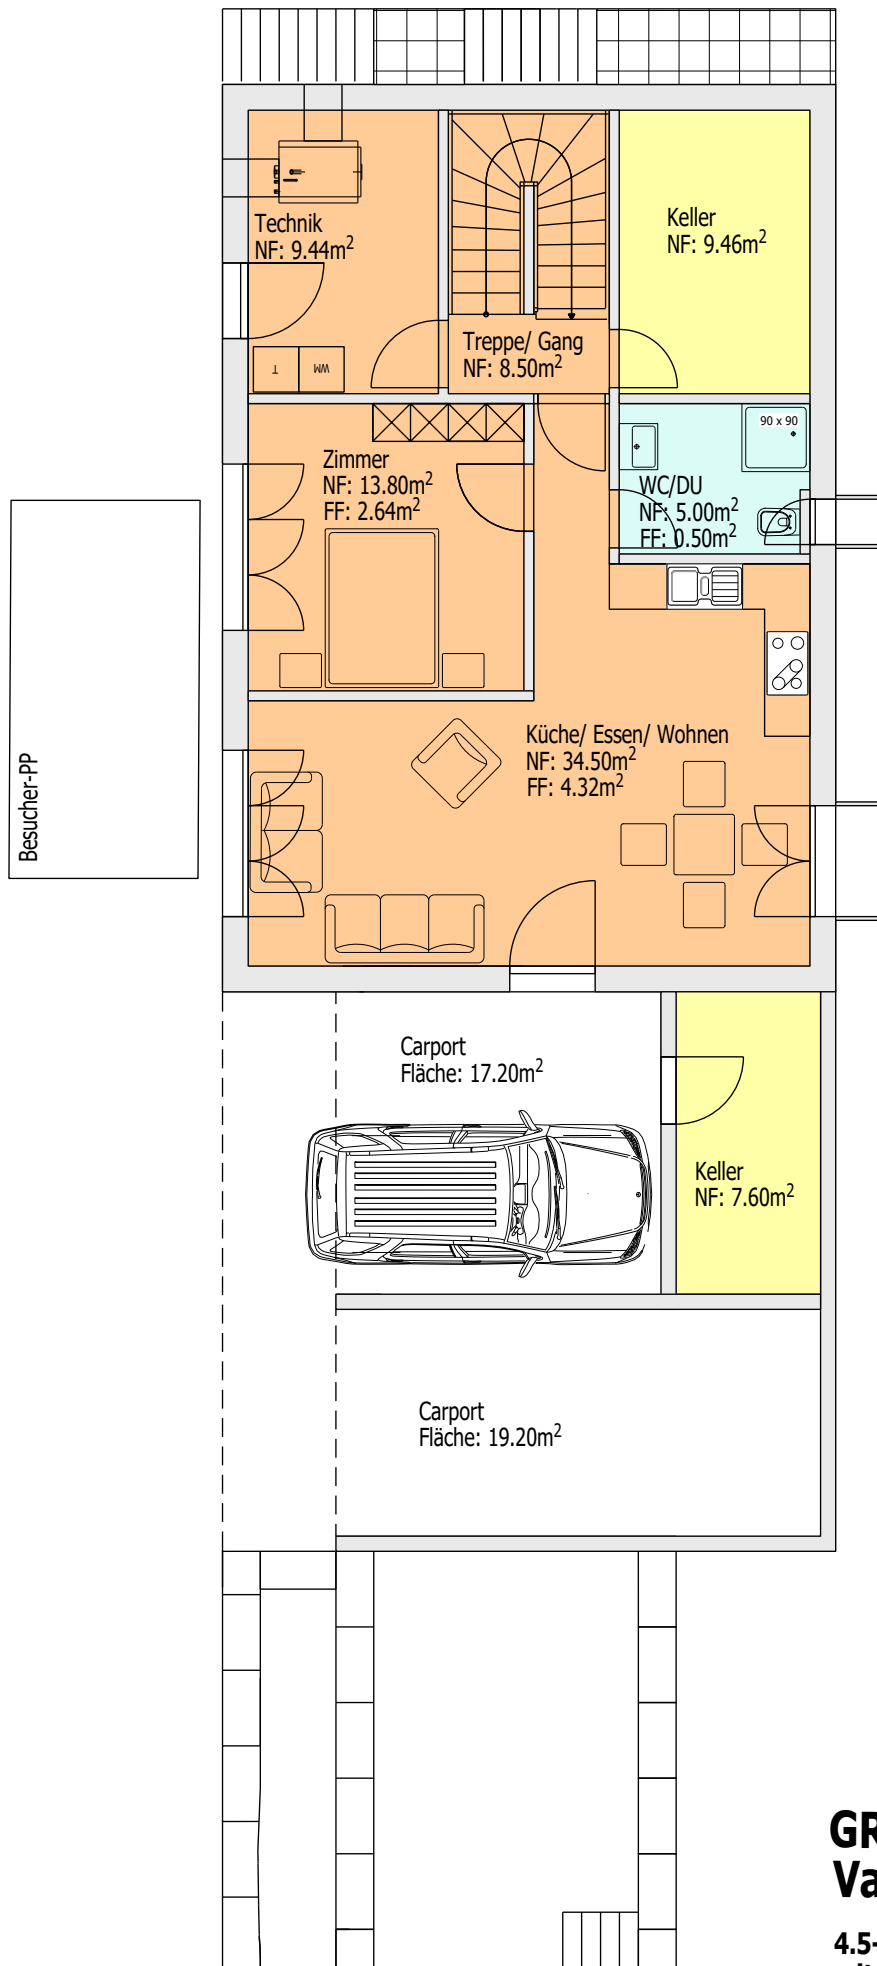 Technik
NF: 9.44m²
T
WM
Treppe/ Gang
NF: 8.50m²
Keller
NF: 9.46m²
Zimmer
NF: 13.80m²
FF: 2.64m²
90 x 90
WC/DU
NF: 5.00m²
FF: 0.50m²
Besucher-PP
Küche/ Essen/ Wohnen
NF: 34.50m²
FF: 4.32m²
Carport
Fläche: 17.20m²
Keller
NF: 7.60m²
Carport
Fläche: 19.20m²
GR
Va
4.5-